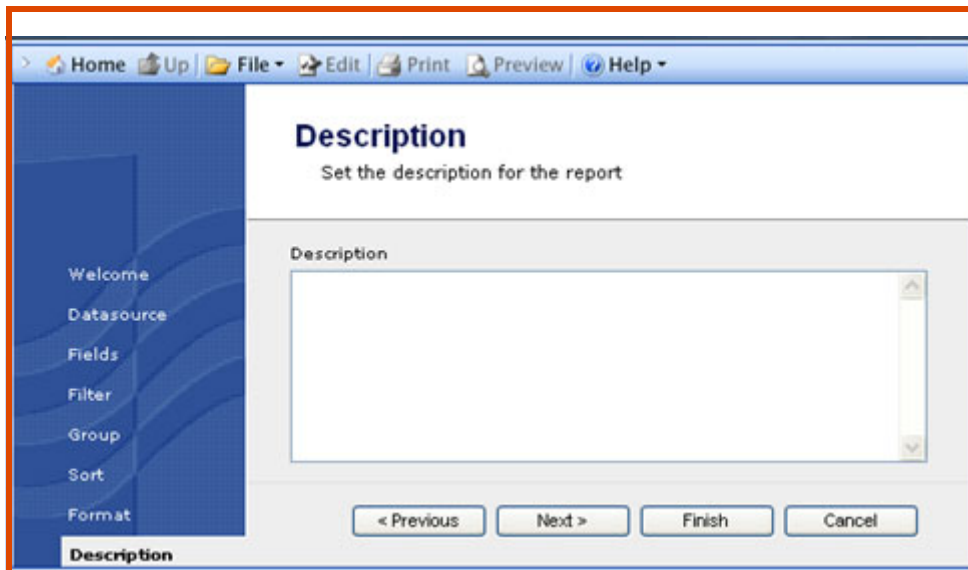 Home Up File Edit Print Preview Help
Description
Set the description for the report
Description
Welcome
Datasource
Fields
Filter
Group
Sort
Format
Description
< Previous Next > Finish Cancel